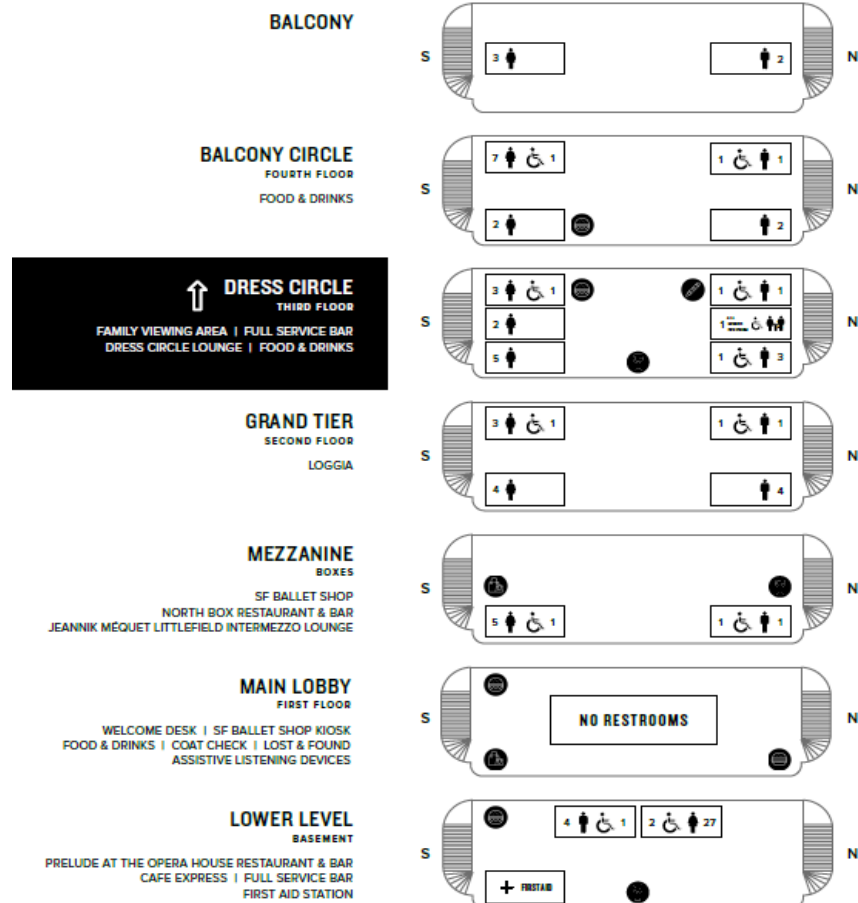 BALCONY
S
3
2
N
BALCONY CIRCLE
FOURTH FLOOR
FOOD & DRINKS
7 1
1 1
S
N
2
2
DRESS CIRCLE
THIRD FLOOR
FAMILY VIEWING AREA | FULL SERVICE BAR
DRESS CIRCLE LOUNGE | FOOD & DRINKS
3 1
1 1
S
2
1
N
5
1 3
GRAND TIER
SECOND FLOOR
LOGGIA
3 1
1 1
S
N
4
4
MEZZANINE
BOXES
SF BALLET SHOP
NORTH BOX RESTAURANT & BAR
JEANNIK MÉQUET LITTLEFIELD INTERMEZZO LOUNGE
S
N
5 1
1 1
MAIN LOBBY
FIRST FLOOR
WELCOME DESK | SF BALLET SHOP KIOSK
FOOD & DRINKS | COAT CHECK | LOST & FOUND
ASSISTIVE LISTENING DEVICES
S
NO RESTROOMS
N
LOWER LEVEL
BASEMENT
PRELUDE AT THE OPERA HOUSE RESTAURANT & BAR
CAFE EXPRESS | FULL SERVICE BAR
FIRST AID STATION
4 1
2 27
S
N
FIRST AID